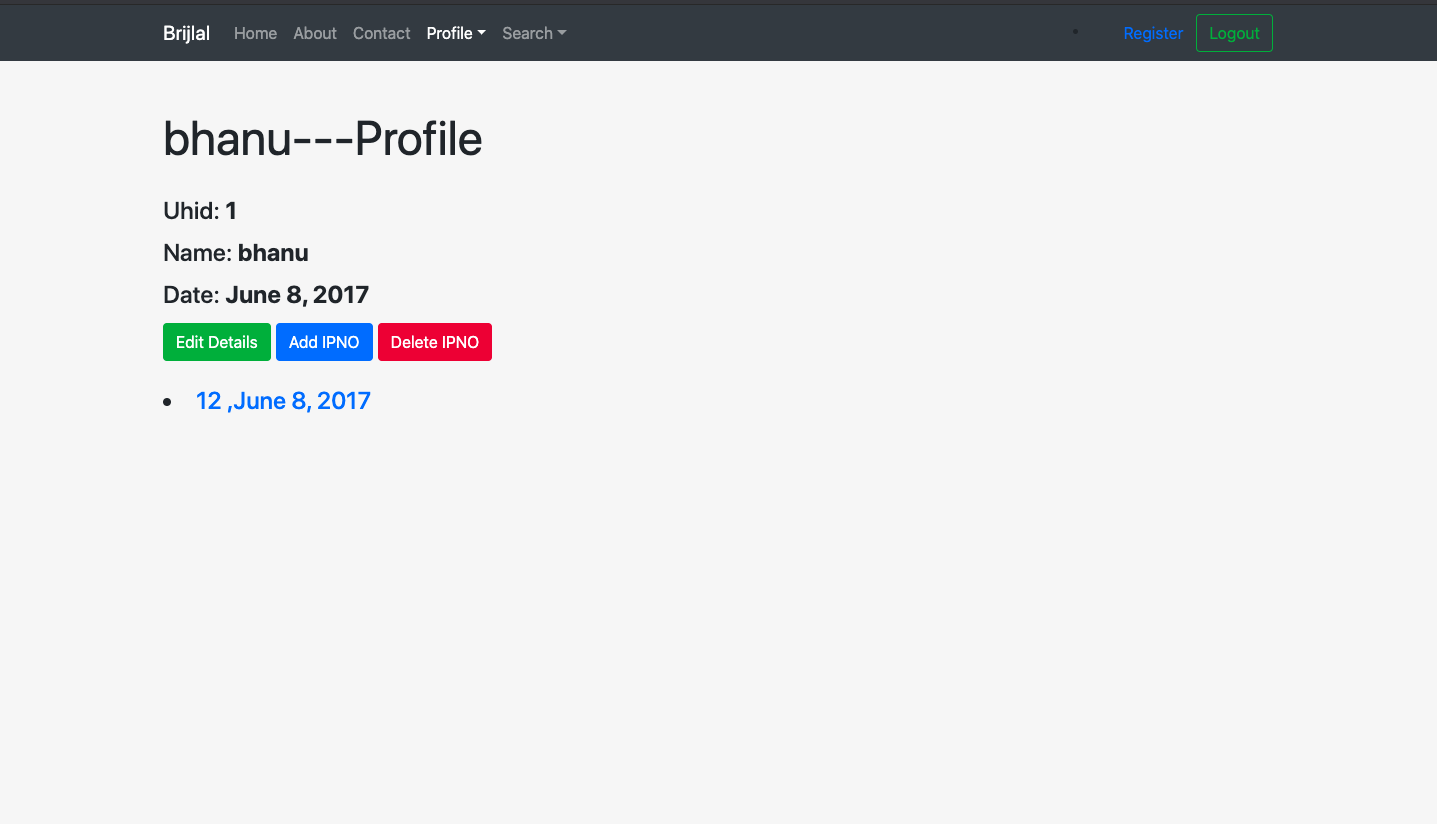 Brijlal Home About Contact Profile Search Register Logout
bhanu---Profile
Uhid: 1
Name: bhanu
Date: June 8, 2017
Edit Details Add IPNO Delete IPNO
12 ,June 8, 2017